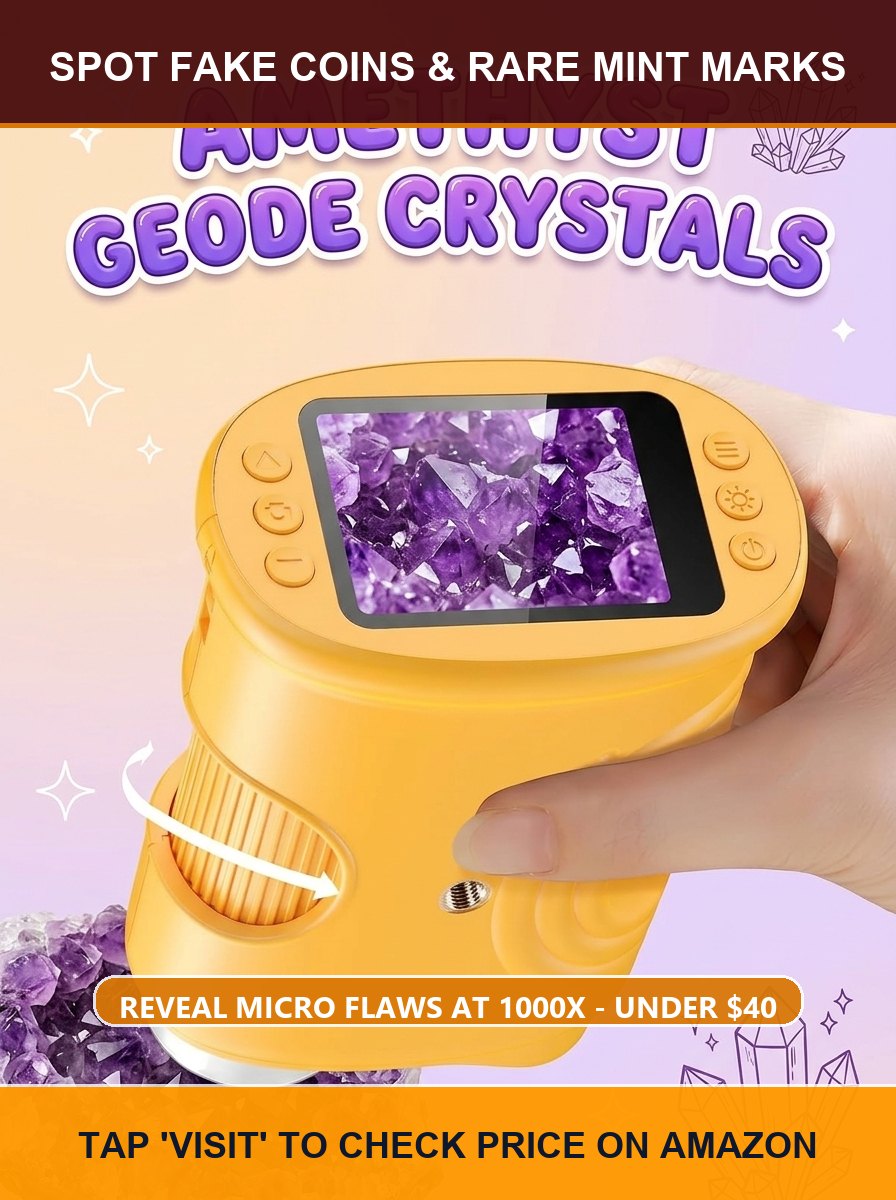 SPOT FAKE COINS & RARE MINT MARKS
AMETHYST
GEODE CRYSTALS
REVEAL MICRO FLAWS AT 1000X - UNDER $40
TAP 'VISIT' TO CHECK PRICE ON AMAZON